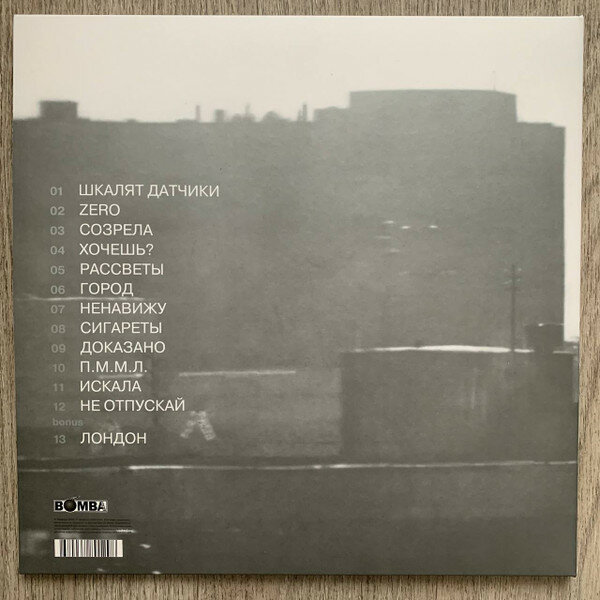 01 ШКАЛЯТ ДАТЧИКИ
02 ZERO
03 СОЗРЕЛА
04 ХОЧЕШЬ?
05 РАССВЕТЫ
06 ГОРОД
07 НЕНАВИЖУ
08 СИГАРЕТЫ
09 ДОКАЗАНО
10 П.М.М.Л.
11 ИСКАЛА
12 НЕ ОТПУСКАЙ
bonus
13 ЛОНДОН
BOMBA